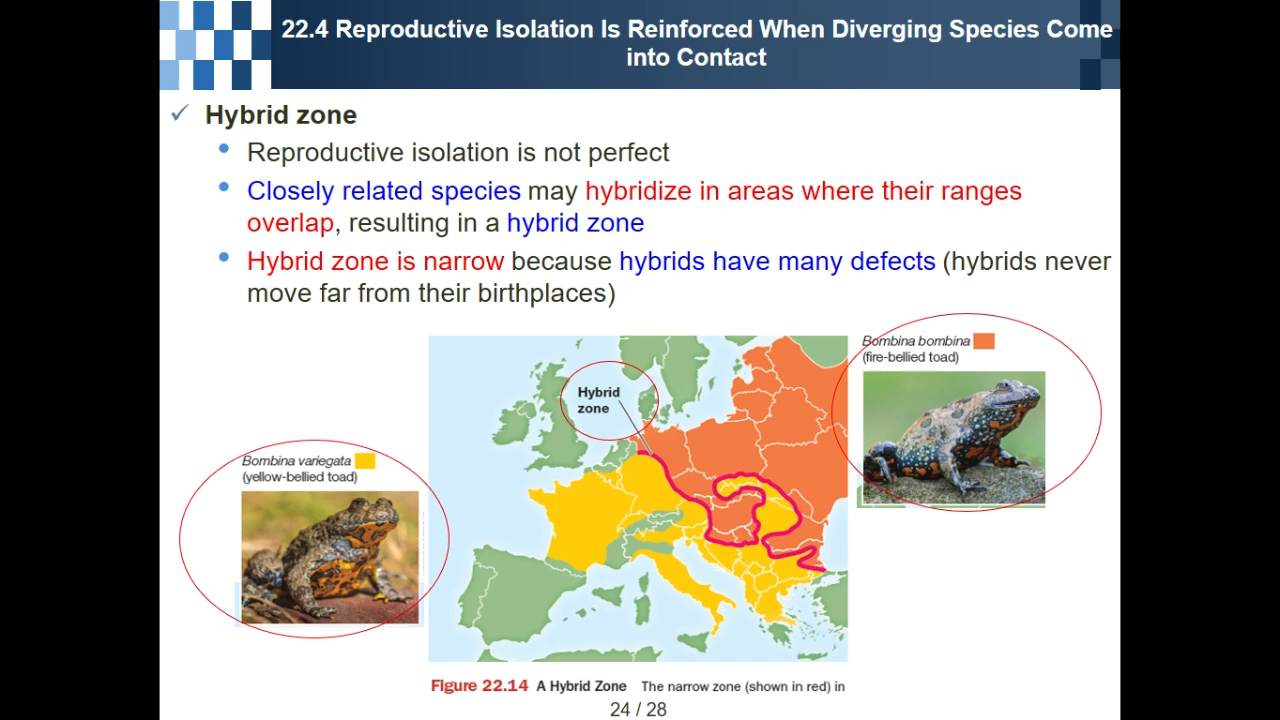 22.4 Reproductive Isolation Is Reinforced When Diverging Species Come
into Contact
✓ Hybrid zone
• Reproductive isolation is not perfect
• Closely related species may hybridize in areas where their ranges
overlap, resulting in a hybrid zone
• Hybrid zone is narrow because hybrids have many defects (hybrids never
move far from their birthplaces)
Bombina bombina
(fire-bellied toad)
Hybrid
zone
Bombina variegata
(yellow-bellied toad)
Figure 22.14 A Hybrid Zone The narrow zone (shown in red) in
24 / 28